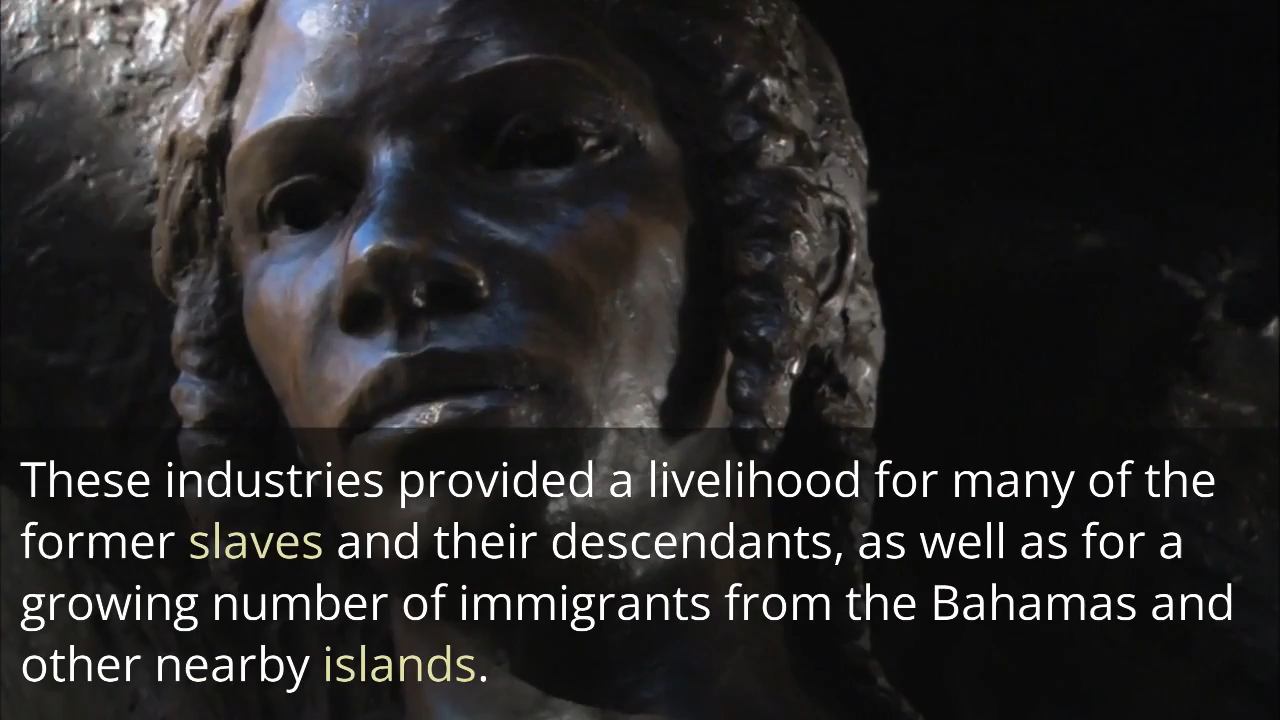 These industries provided a livelihood for many of the
former slaves and their descendants, as well as for a
growing number of immigrants from the Bahamas and
other nearby islands.